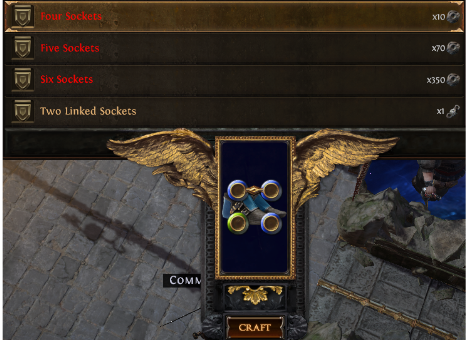 Four Sockets x10
Five Sockets x70
Six Sockets x350
Two Linked Sockets x1
COMM
CRAFT